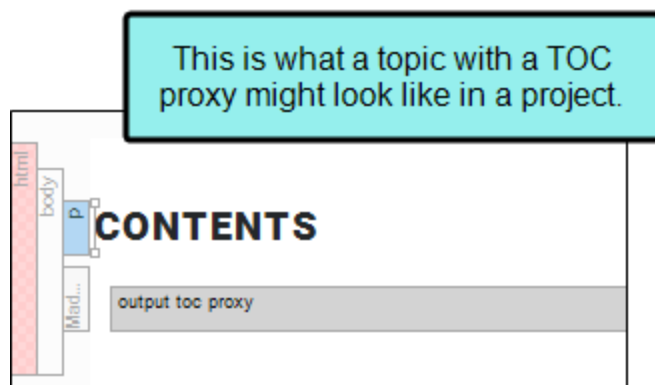 This is what a topic with a TOC
proxy might look like in a project.
html
body
p
CONTENTS
Mad...
output toc proxy